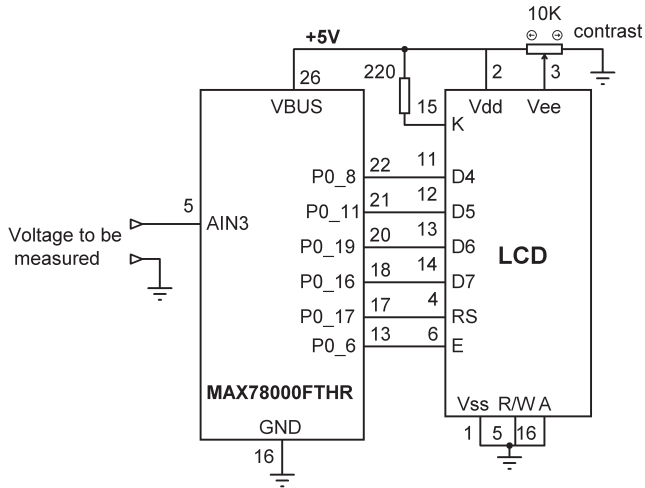 10K
contrast
+5V
26
220
2
3
VBUS
15
Vdd
Vee
K
P0_8
22
11
D4
5
P0_11
21
12
D5
AIN3
Voltage to be
measured
P0_19
20
13
D6
LCD
P0_16
18
14
D7
P0_17
17
4
RS
P0_6
13
6
E
MAX78000FTHR
Vss
R/W
A
GND
1
5
16
16